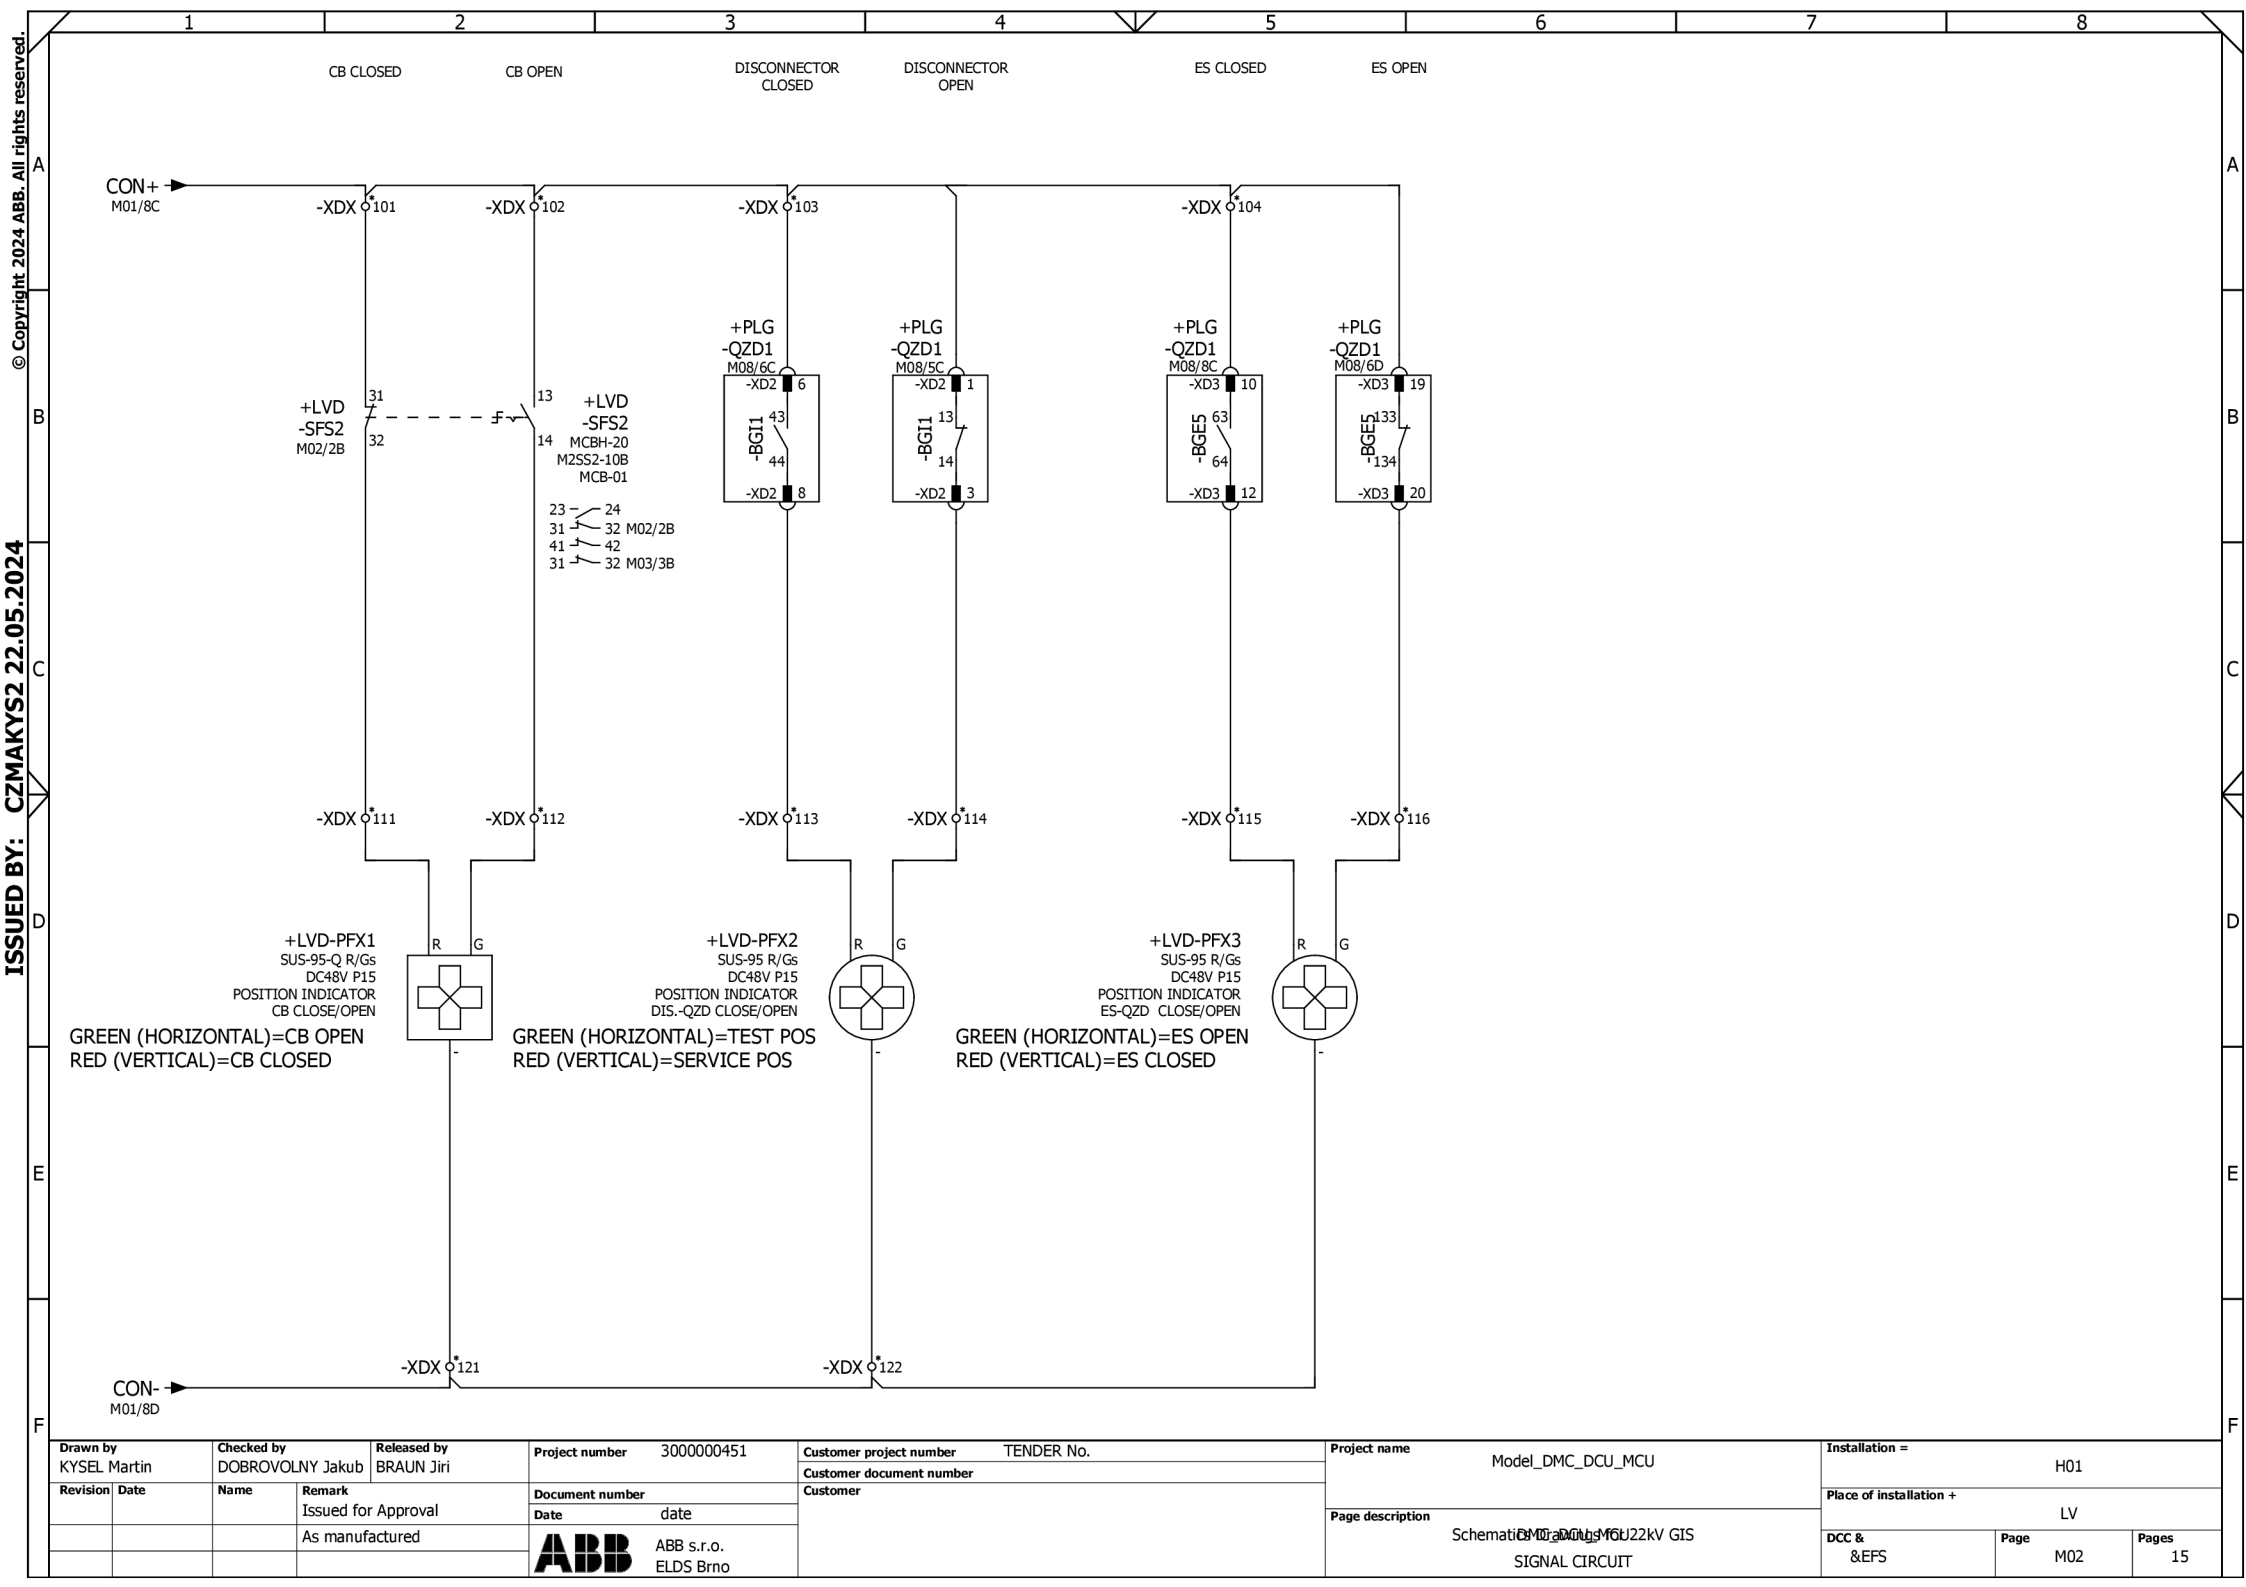 1 2 3 4 5 6 7 8
© Copyright 2024 ABB. All rights reserved.
ISSUED BY: CZMAKYS2 22.05.2024
CB CLOSED
CB OPEN
DISCONNECTOR
CLOSED
DISCONNECTOR
OPEN
ES CLOSED
ES OPEN
A A
CON+
M01/8C
-XDX *101
-XDX *102
-XDX *103
-XDX *104
B B
+LVD
-SFS2
M02/2B
31
32
13
14
+LVD
-SFS2
MCBH-20
M2SS2-10B
MCB-01
23 24
31 32 M02/2B
41 42
31 32 M03/3B
+PLG
-QZD1
M08/6C
-XD2 6
-BGI1
43
44
-XD2 8
+PLG
-QZD1
M08/5C
-XD2 1
-BGI1
13
14
-XD2 3
+PLG
-QZD1
M08/8C
-XD3 10
-BGE5
63
64
-XD3 12
+PLG
-QZD1
M08/6D
-XD3 19
-BGE5
133
134
-XD3 20
C C
-XDX *111
-XDX *112
-XDX *113
-XDX *114
-XDX *115
-XDX *116
D D
+LVD-PFX1
SUS-95-Q R/Gs
DC48V P15
POSITION INDICATOR
CB CLOSE/OPEN
GREEN (HORIZONTAL)=CB OPEN
RED (VERTICAL)=CB CLOSED
R G
-
+LVD-PFX2
SUS-95 R/Gs
DC48V P15
POSITION INDICATOR
DIS.-QZD CLOSE/OPEN
GREEN (HORIZONTAL)=TEST POS
RED (VERTICAL)=SERVICE POS
R G
-
+LVD-PFX3
SUS-95 R/Gs
DC48V P15
POSITION INDICATOR
ES-QZD CLOSE/OPEN
GREEN (HORIZONTAL)=ES OPEN
RED (VERTICAL)=ES CLOSED
R G
-
E E
-XDX *121
-XDX *122
CON-
M01/8D
F F
Drawn by
KYSEL Martin
Checked by
DOBROVOLNY Jakub
Released by
BRAUN Jiri
Revision Date Name Remark
Issued for Approval
As manufactured
Project number 3000000451
Document number
Date date
ABB
ABB s.r.o.
ELDS Brno
Customer project number TENDER No.
Customer document number
Customer
Project name
Model_DMC_DCU_MCU
Page description
22kV GIS
SIGNAL CIRCUIT
Installation =
H01
Place of installation +
LV
DCC &
&EFS
Page
M02
Pages
15